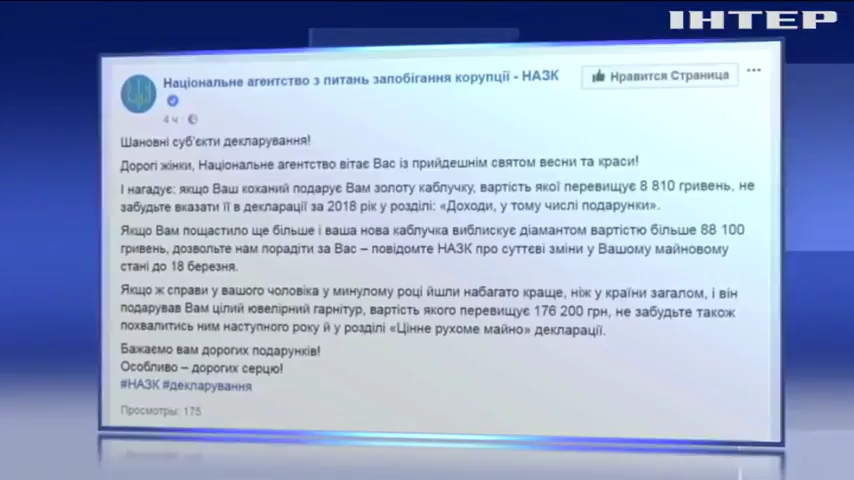 ІНТЕР
Національне агентство з питань запобігання корупції - НАЗК
Нравится Страница
4 ч ·
Шановні суб'єкти декларування!
Дорогі жінки, Національне агентство вітає Вас із прийдешнім святом весни та краси!
І нагадує: якщо Ваш коханий подарує Вам золоту каблучку, вартість якої перевищує 8 810 гривень, не
забудьте вказати її в декларації за 2018 рік у розділі: «Доходи, у тому числі подарунки».
Якщо Вам пощастило ще більше і ваша нова каблучка виблискує діамантом вартістю більше 88 100
гривень, дозвольте нам порадіти за Вас – повідомте НАЗК про суттєві зміни у Вашому майновому
стані до 18 березня.
Якщо ж справи у вашого чоловіка у минулому році йшли набагато краще, ніж у країни загалом, і він
подарував Вам цілий ювелірний гарнітур, вартість якого перевищує 176 200 грн, не забудьте також
похвалитись ним наступного року й у розділі «Цінне рухоме майно» декларації.
Бажаємо вам дорогих подарунків!
Особливо – дорогих серцю!
#НАЗК #декларування
Просмотры: 175